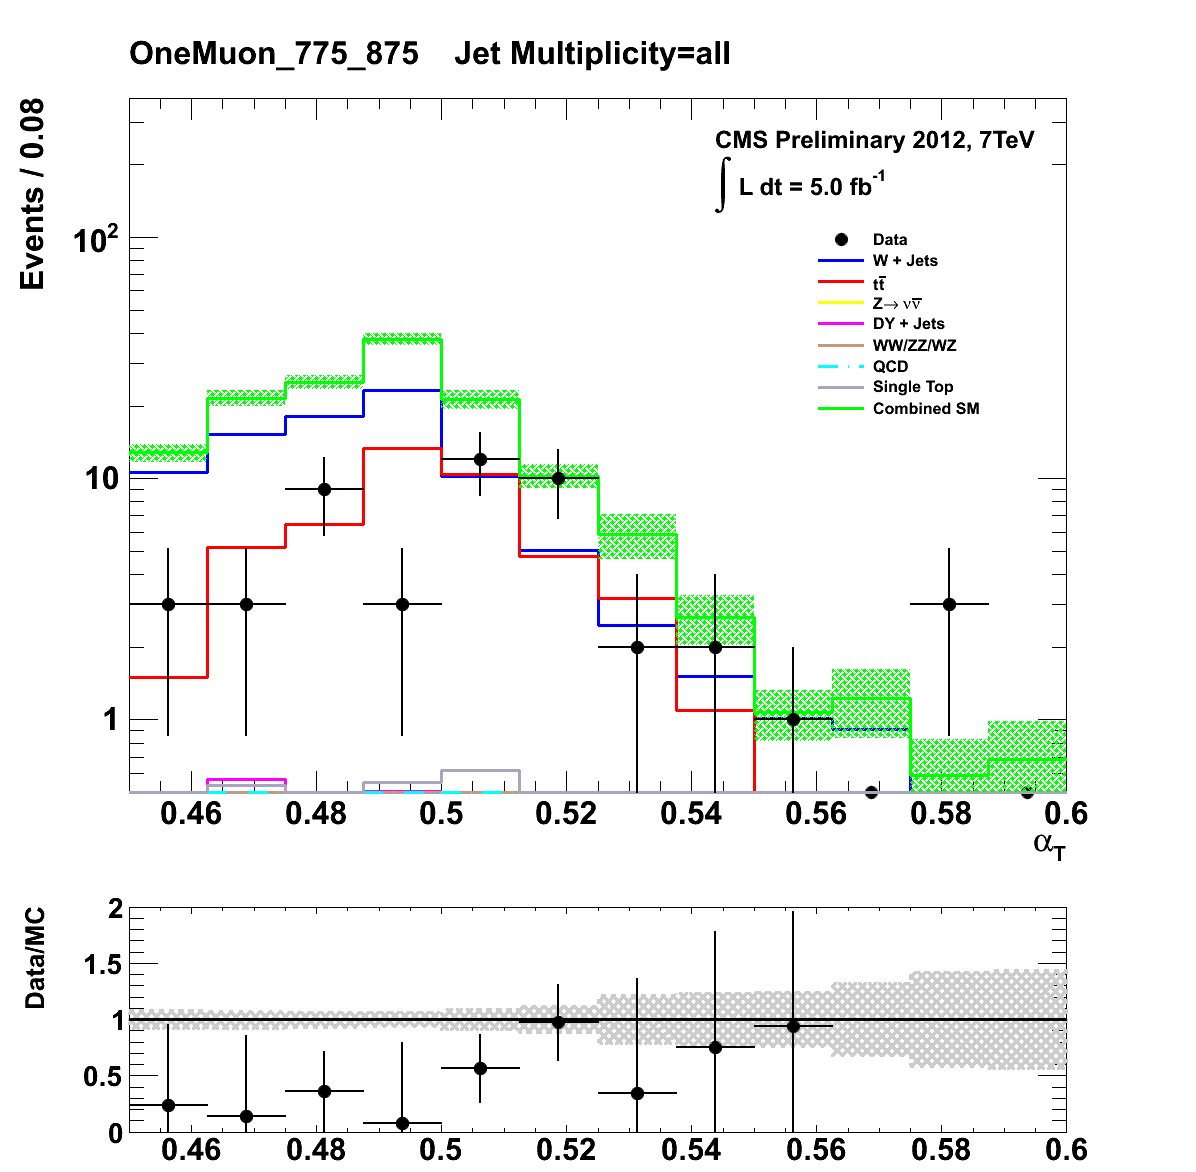 OneMuon_775_875 Jet Multiplicity=all
Events / 0.08
CMS Preliminary 2012, 7TeV
∫ L dt = 5.0 fb⁻¹
Data
W + Jets
tt̅
Z→ νν̅
DY + Jets
WW/ZZ/WZ
QCD
Single Top
Combined SM
10²
10
1
0.46 0.48 0.5 0.52 0.54 0.56 0.58 0.6
α_T
Data/MC
2
1.5
1
0.5
0
0.46 0.48 0.5 0.52 0.54 0.56 0.58 0.6